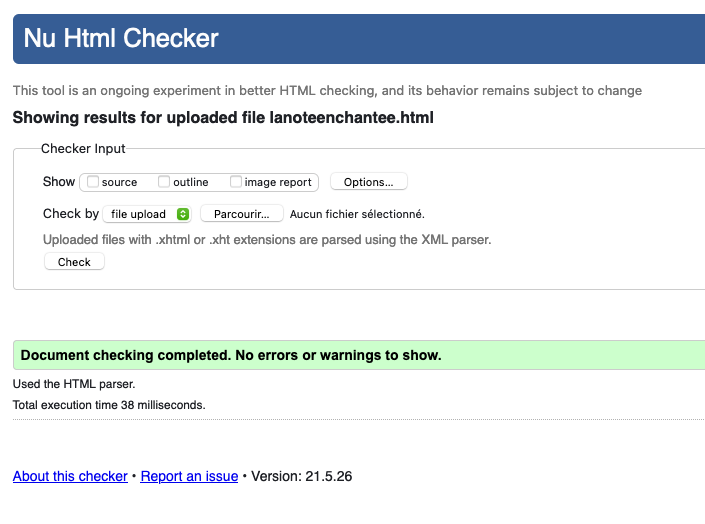 Nu Html Checker
This tool is an ongoing experiment in better HTML checking, and its behavior remains subject to change
Showing results for uploaded file lanoteenchantee.html
Checker Input
Show source outline image report Options...
Check by file upload Parcourir... Aucun fichier sélectionné.
Uploaded files with .xhtml or .xht extensions are parsed using the XML parser.
Check
Document checking completed. No errors or warnings to show.
Used the HTML parser.
Total execution time 38 milliseconds.
About this checker • Report an issue • Version: 21.5.26